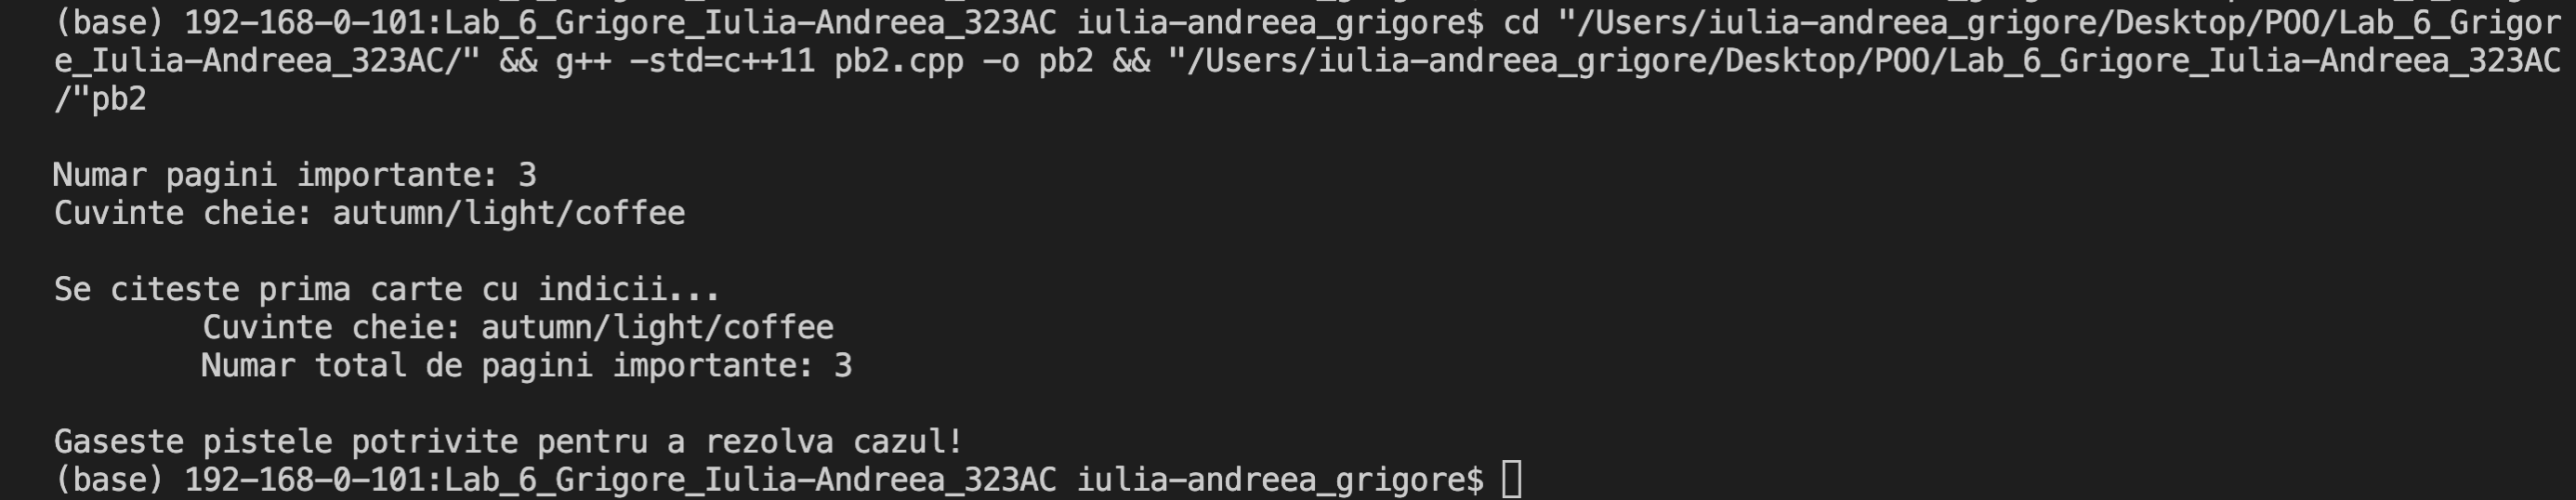 (base) 192-168-0-101:Lab_6_Grigore_Iulia-Andreea_323AC iulia-andreea_grigore$ cd "/Users/iulia-andreea_grigore/Desktop/POO/Lab_6_Grigor
e_Iulia-Andreea_323AC/" && g++ -std=c++11 pb2.cpp -o pb2 && "/Users/iulia-andreea_grigore/Desktop/POO/Lab_6_Grigore_Iulia-Andreea_323AC
/"pb2
Numar pagini importante: 3
Cuvinte cheie: autumn/light/coffee
Se citeste prima carte cu indicii...
Cuvinte cheie: autumn/light/coffee
Numar total de pagini importante: 3
Gaseste pistele potrivite pentru a rezolva cazul!
(base) 192-168-0-101:Lab_6_Grigore_Iulia-Andreea_323AC iulia-andreea_grigore$